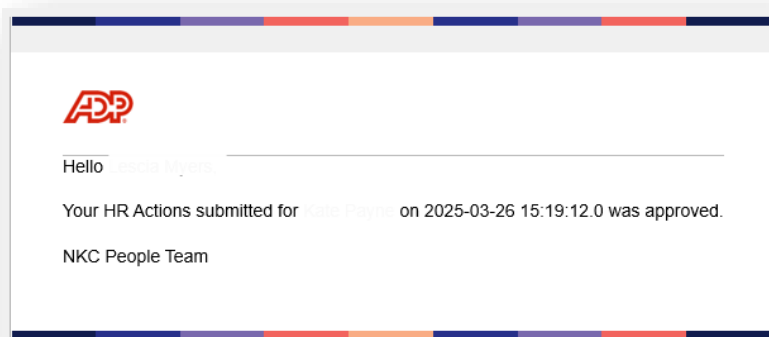 ADP
Hello
Your HR Actions submitted for on 2025-03-26 15:19:12.0 was approved.
NKC People Team